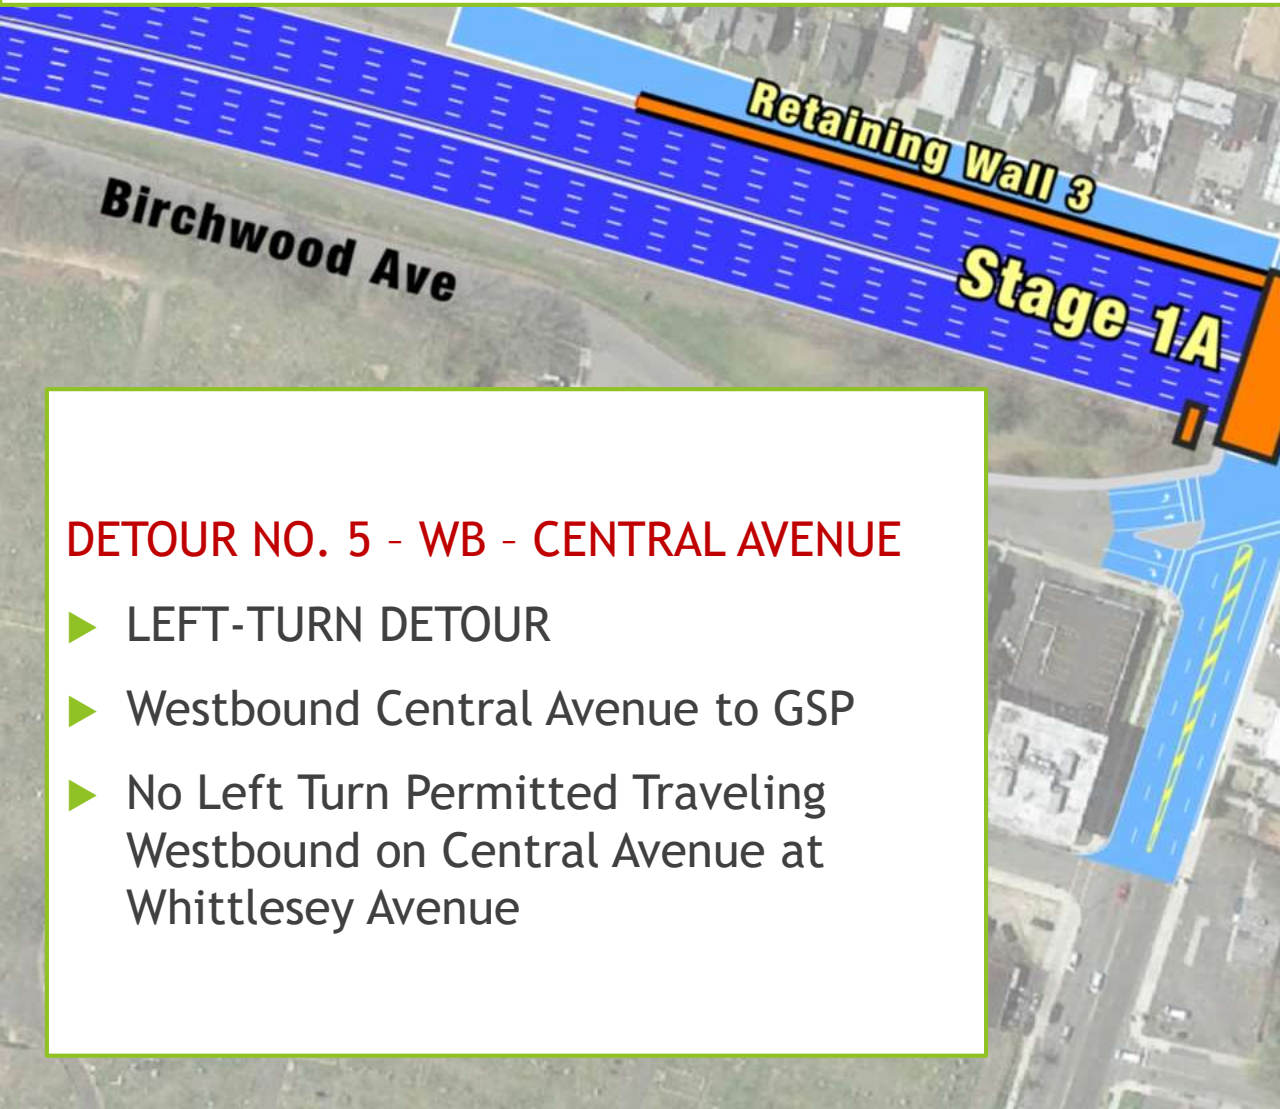 Retaining Wall 3
Birchwood Ave
Stage 1A
DETOUR NO. 5 – WB – CENTRAL AVENUE
LEFT-TURN DETOUR
Westbound Central Avenue to GSP
No Left Turn Permitted Traveling
Westbound on Central Avenue at
Whittlesey Avenue